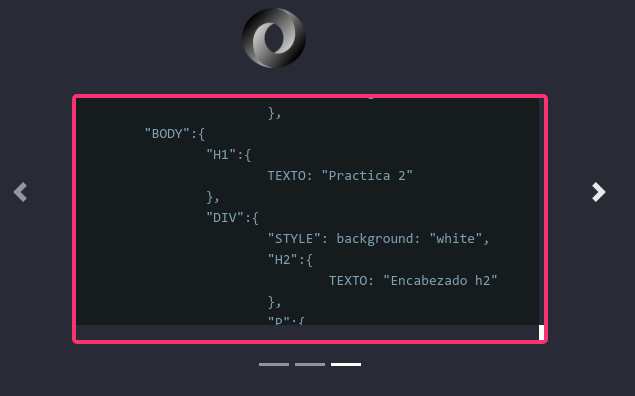 },
"BODY":{
"H1":{
TEXTO: "Practica 2"
},
"DIV":{
"STYLE": background: "white",
"H2":{
TEXTO: "Encabezado h2"
},
"P":{